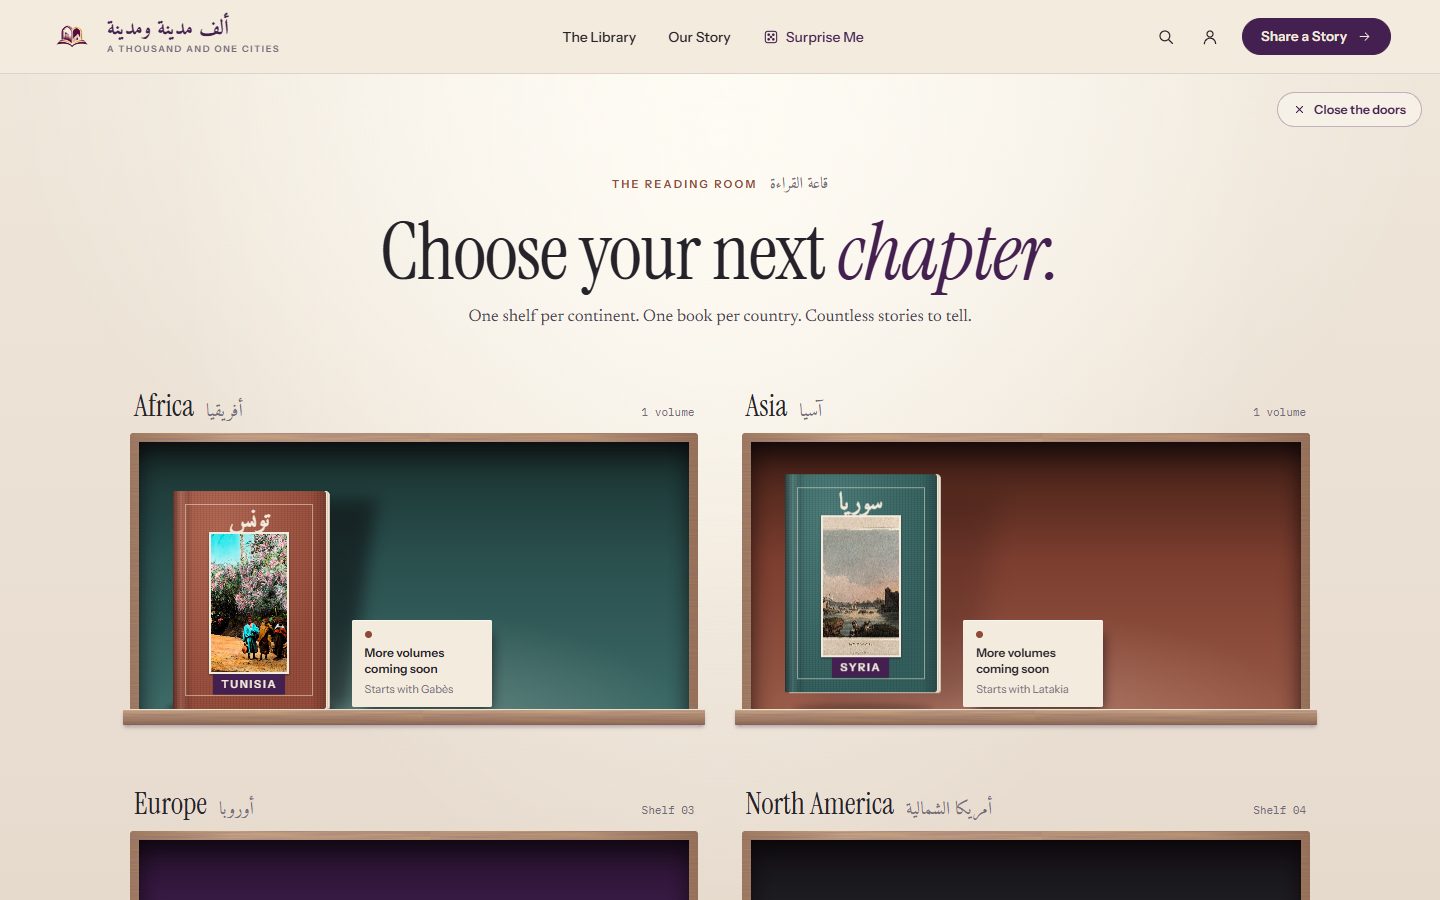 ألف مدينة ومدينة
A THOUSAND AND ONE CITIES
The Library
Our Story
Surprise Me
Share a Story →
× Close the doors
THE READING ROOM قاعة القراءة
Choose your next chapter.
One shelf per continent. One book per country. Countless stories to tell.
Africa أفريقيا
1 volume
تونس
TUNISIA
More volumes
coming soon
Starts with Gabès
Asia آسيا
1 volume
سوريا
SYRIA
More volumes
coming soon
Starts with Latakia
Europe أوروبا
Shelf 03
North America أمريكا الشمالية
Shelf 04